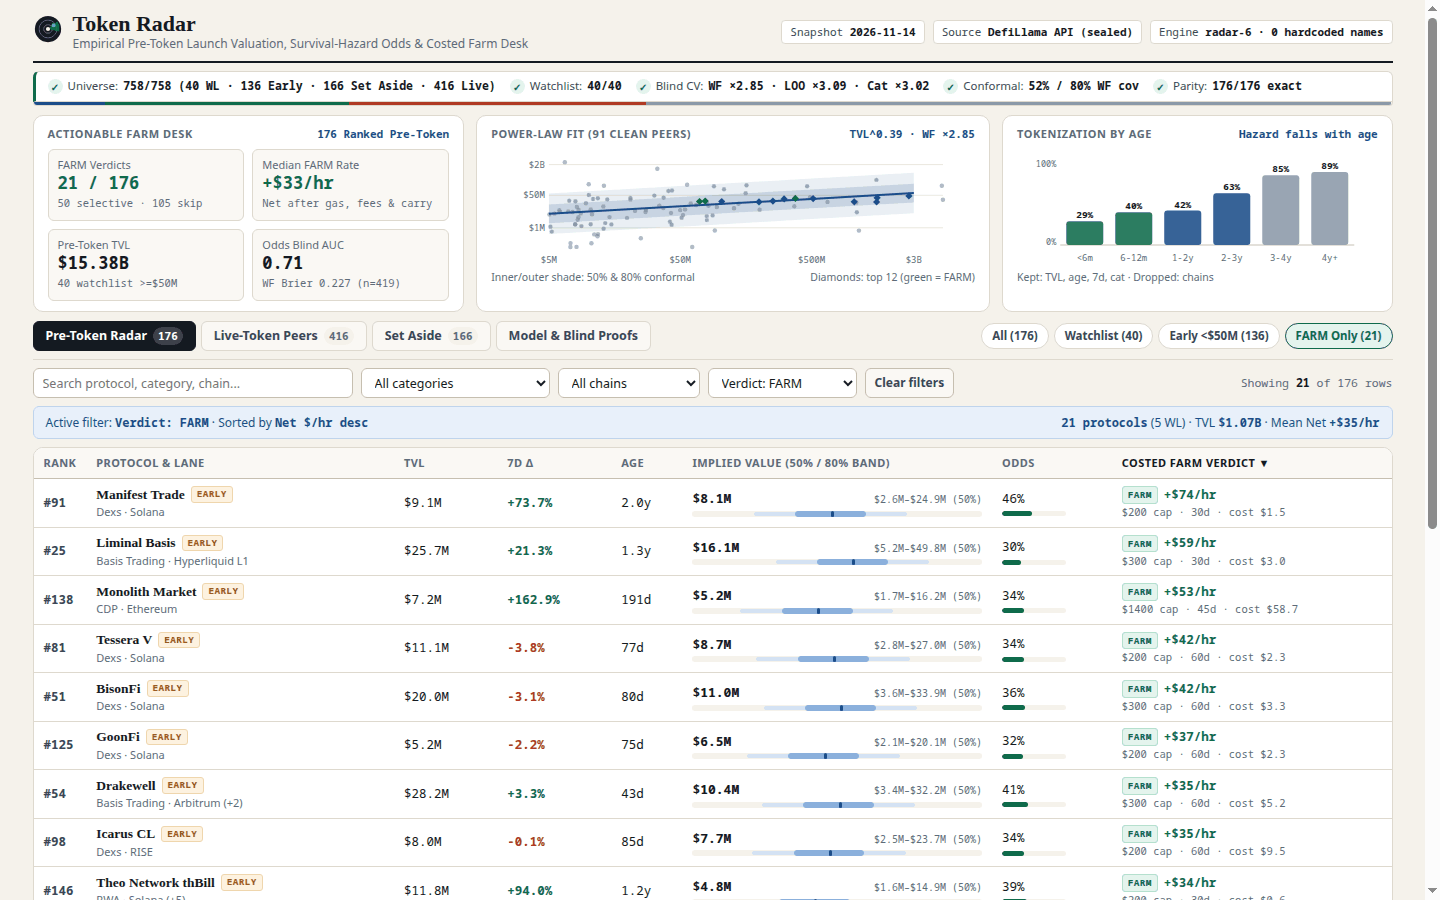 Token Radar
Empirical Pre-Token Launch Valuation, Survival-Hazard Odds & Costed Farm Desk
Snapshot 2026-11-14
Source DefiLlama API (sealed)
Engine radar-6 · 0 hardcoded names
✓ Universe: 758/758 (40 WL · 136 Early · 166 Set Aside · 416 Live)
✓ Watchlist: 40/40
✓ Blind CV: WF ×2.85 · LOO ×3.09 · Cat ×3.02
✓ Conformal: 52% / 80% WF cov
✓ Parity: 176/176 exact
ACTIONABLE FARM DESK
176 Ranked Pre-Token
FARM Verdicts
21 / 176
50 selective · 105 skip
Median FARM Rate
+$33/hr
Net after gas, fees & carry
Pre-Token TVL
$15.38B
40 watchlist >=$50M
Odds Blind AUC
0.71
WF Brier 0.227 (n=419)
POWER-LAW FIT (91 CLEAN PEERS)
TVL^0.39 · WF ×2.85
$2B
$50M
$1M
$5M
$50M
$500M
$3B
Inner/outer shade: 50% & 80% conformal
Diamonds: top 12 (green = FARM)
TOKENIZATION BY AGE
Hazard falls with age
100%
0%
29%
40%
42%
63%
85%
89%
<6m
6-12m
1-2y
2-3y
3-4y
4y+
Kept: TVL, age, 7d, cat · Dropped: chains
Pre-Token Radar 176
Live-Token Peers 416
Set Aside 166
Model & Blind Proofs
All (176)
Watchlist (40)
Early <$50M (136)
FARM Only (21)
Search protocol, category, chain...
All categories
All chains
Verdict: FARM
Clear filters
Showing 21 of 176 rows
Active filter: Verdict: FARM · Sorted by Net $/hr desc
21 protocols (5 WL) · TVL $1.07B · Mean Net +$35/hr
RANK PROTOCOL & LANE TVL 7D Δ AGE IMPLIED VALUE (50% / 80% BAND) ODDS COSTED FARM VERDICT ▼
#91 Manifest Trade EARLY $9.1M +73.7% 2.0y $8.1M $2.6M–$24.9M (50%) 46% FARM +$74/hr
Dexs · Solana $200 cap · 30d · cost $1.5
#25 Liminal Basis EARLY $25.7M +21.3% 1.3y $16.1M $5.2M–$49.8M (50%) 30% FARM +$59/hr
Basis Trading · Hyperliquid L1 $300 cap · 30d · cost $3.0
#138 Monolith Market EARLY $7.2M +162.9% 191d $5.2M $1.7M–$16.2M (50%) 34% FARM +$53/hr
CDP · Ethereum $1400 cap · 45d · cost $58.7
#81 Tessera V EARLY $11.1M -3.8% 77d $8.7M $2.8M–$27.0M (50%) 34% FARM +$42/hr
Dexs · Solana $200 cap · 60d · cost $2.3
#51 BisonFi EARLY $20.0M -3.1% 80d $11.0M $3.6M–$33.9M (50%) 36% FARM +$42/hr
Dexs · Solana $300 cap · 60d · cost $3.3
#125 GoonFi EARLY $5.2M -2.2% 75d $6.5M $2.1M–$20.1M (50%) 32% FARM +$37/hr
Dexs · Solana $200 cap · 60d · cost $2.3
#54 Drakewell EARLY $28.2M +3.3% 43d $10.4M $3.4M–$32.2M (50%) 41% FARM +$35/hr
Basis Trading · Arbitrum (+2) $300 cap · 60d · cost $5.2
#98 Icarus CL EARLY $8.0M -0.1% 85d $7.7M $2.5M–$23.7M (50%) 34% FARM +$35/hr
Dexs · RISE $200 cap · 60d · cost $9.5
#146 Theo Network thBill EARLY $11.8M +94.0% 1.2y $4.8M $1.6M–$14.9M (50%) 39% FARM +$34/hr